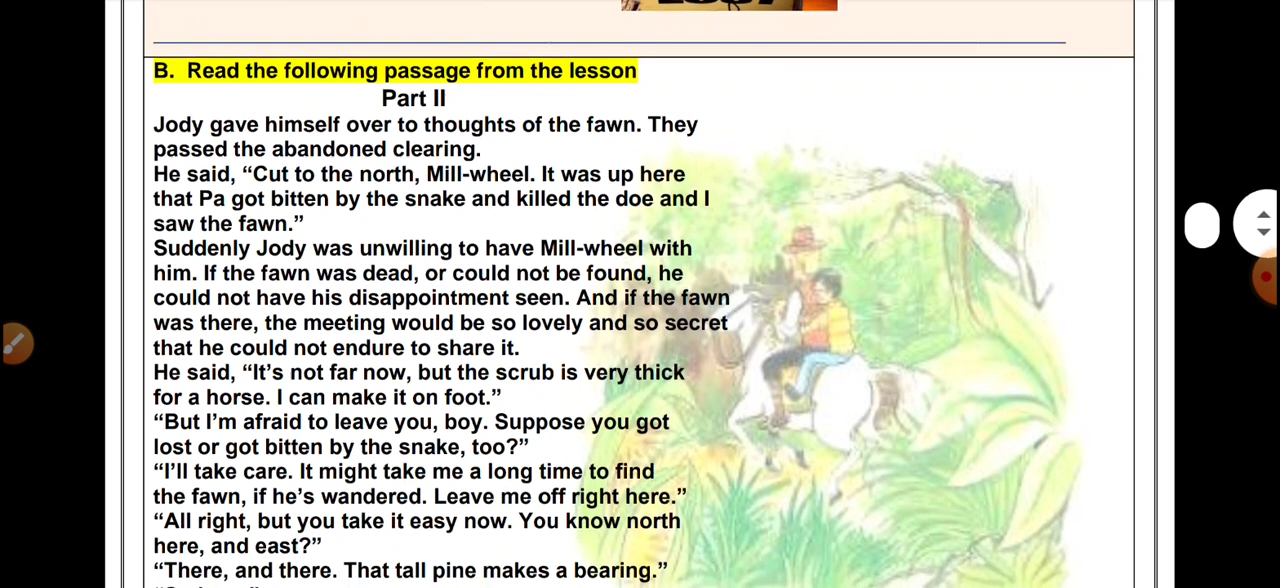 B. Read the following passage from the lesson
Part II
Jody gave himself over to thoughts of the fawn. They
passed the abandoned clearing.
He said, “Cut to the north, Mill-wheel. It was up here
that Pa got bitten by the snake and killed the doe and I
saw the fawn.”
Suddenly Jody was unwilling to have Mill-wheel with
him. If the fawn was dead, or could not be found, he
could not have his disappointment seen. And if the fawn
was there, the meeting would be so lovely and so secret
that he could not endure to share it.
He said, “It’s not far now, but the scrub is very thick
for a horse. I can make it on foot.”
“But I’m afraid to leave you, boy. Suppose you got
lost or got bitten by the snake, too?”
“I’ll take care. It might take me a long time to find
the fawn, if he’s wandered. Leave me off right here.”
“All right, but you take it easy now. You know north
here, and east?”
“There, and there. That tall pine makes a bearing.”